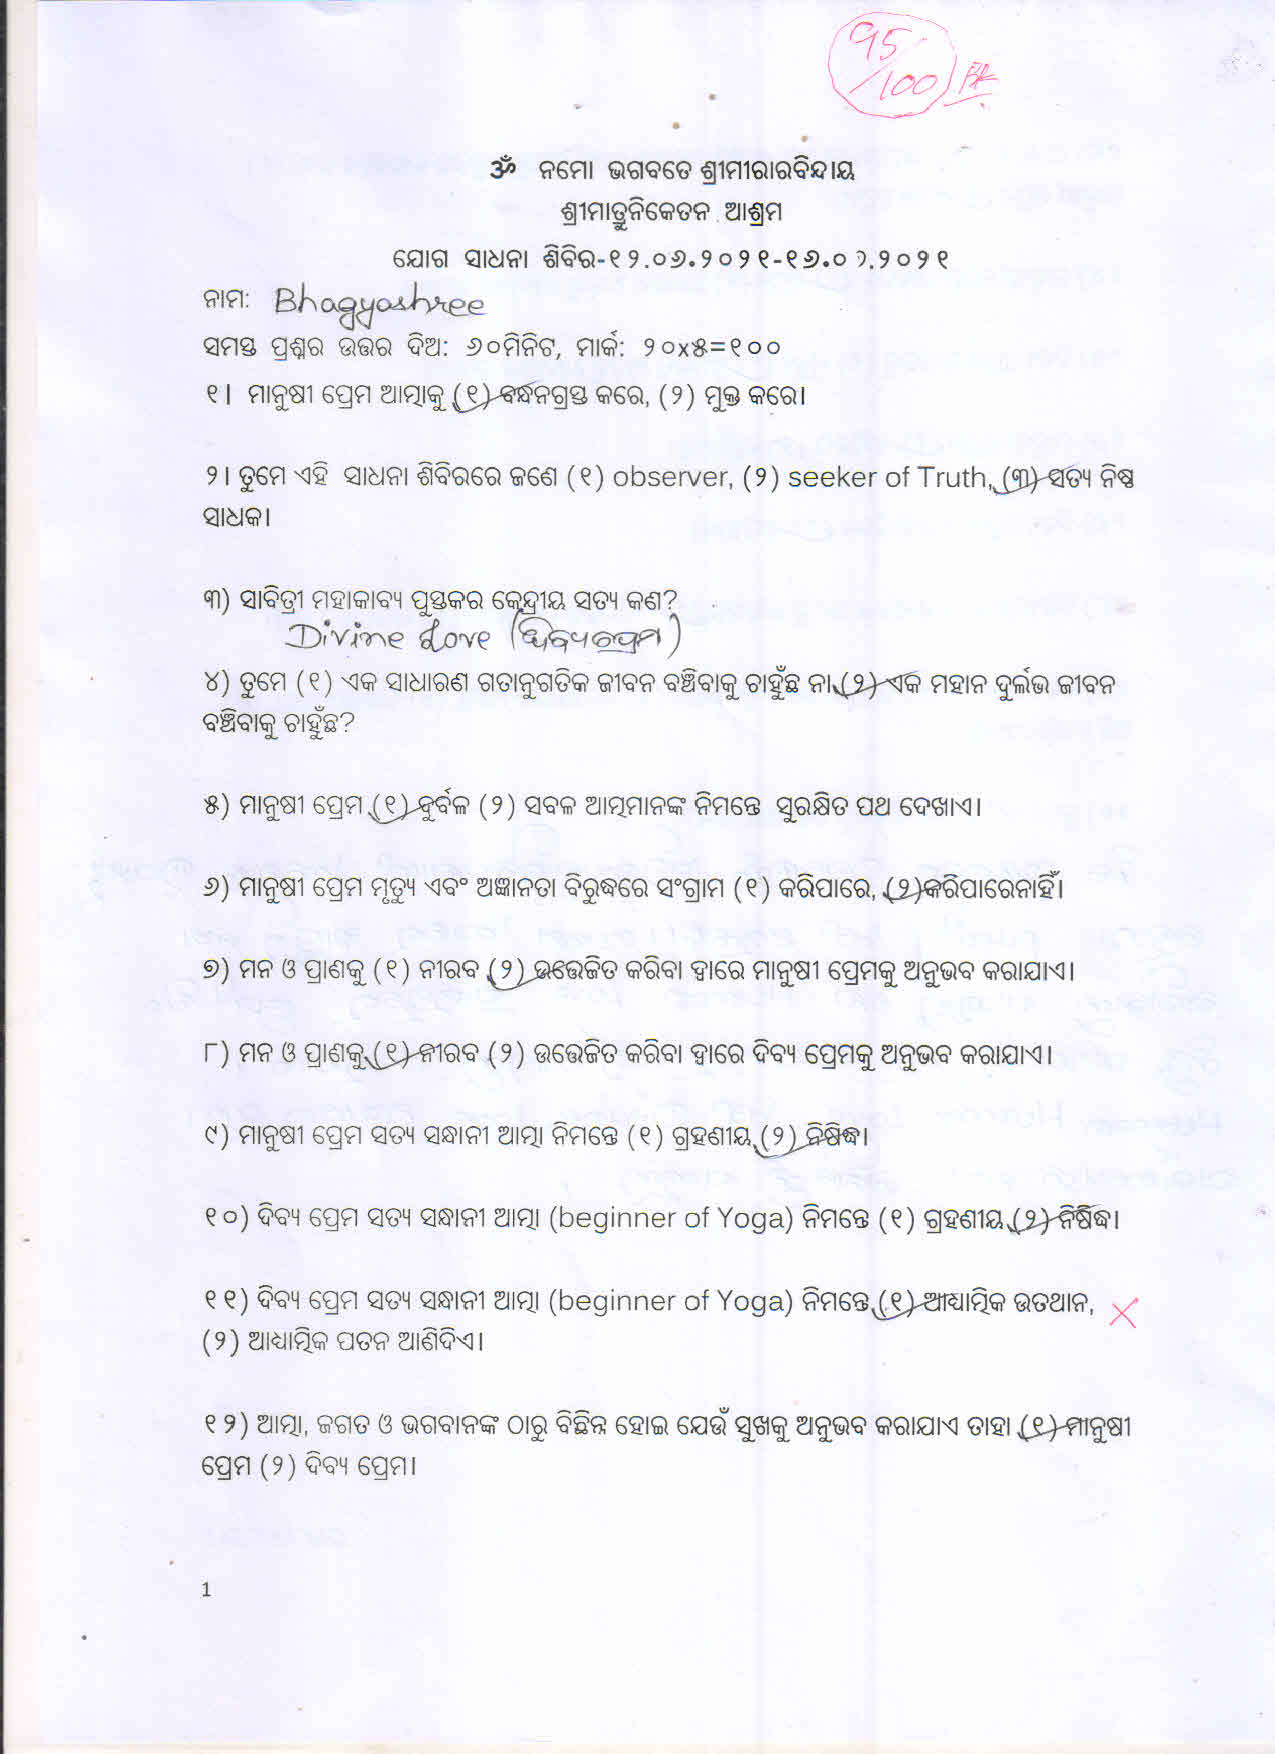 95
/100
ॐ ନମୋ ଭଗବତେ ଶ୍ରୀମୀରାରବିନ୍ଦାୟ
ଶ୍ରୀମାତୃନିକେତନ ଆଶ୍ରମ
ଯୋଗ ସାଧନା ଶିବିର-୧୨.୦୬.୨୦୨୧-୧୬.୦୬.୨୦୨୧
ନାମ: Bhagyashree
ସମସ୍ତ ପ୍ରଶ୍ନର ଉତ୍ତର ଦିଅ: ୬୦ମିନିଟ, ମାର୍କ: ୨୦x୫=୧୦୦
୧। ମାନୁଷୀ ପ୍ରେମ ଆତ୍ମାକୁ (୧) ବନ୍ଧନଗ୍ରସ୍ତ କରେ, (୨) ମୁକ୍ତ କରେ।
୨। ତୁମେ ଏହି ସାଧନା ଶିବିରରେ ଜଣେ (୧) observer, (୨) seeker of Truth, (୩) ସତ୍ୟ ନିଷ୍ଠ
ସାଧକ।
୩) ସାବିତ୍ରୀ ମହାକାବ୍ୟ ପୁସ୍ତକର କେନ୍ଦ୍ରୀୟ ସତ୍ୟ କଣ?
Divine Love (ଦିବ୍ୟପ୍ରେମ)
୪) ତୁମେ (୧) ଏକ ସାଧାରଣ ଗତାନୁଗତିକ ଜୀବନ ବଞ୍ଚିବାକୁ ଚାହୁଁଛ ନା (୨) ଏକ ମହାନ ଦୁର୍ଲଭ ଜୀବନ
ବଞ୍ଚିବାକୁ ଚାହୁଁଛ?
୫) ମାନୁଷୀ ପ୍ରେମ (୧) ଦୁର୍ବଳ (୨) ସବଳ ଆତ୍ମମାନଙ୍କ ନିମନ୍ତେ ସୁରକ୍ଷିତ ପଥ ଦେଖାଏ।
୬) ମାନୁଷୀ ପ୍ରେମ ମୃତ୍ୟୁ ଏବଂ ଅଜ୍ଞାନତା ବିରୁଦ୍ଧରେ ସଂଗ୍ରାମ (୧) କରିପାରେ, (୨) କରିପାରେନାହିଁ।
୭) ମନ ଓ ପ୍ରାଣକୁ (୧) ନୀରବ (୨) ଉତ୍ତେଜିତ କରିବା ଦ୍ୱାରେ ମାନୁଷୀ ପ୍ରେମକୁ ଅନୁଭବ କରାଯାଏ।
୮) ମନ ଓ ପ୍ରାଣକୁ (୧) ନୀରବ (୨) ଉତ୍ତେଜିତ କରିବା ଦ୍ୱାରେ ଦିବ୍ୟ ପ୍ରେମକୁ ଅନୁଭବ କରାଯାଏ।
୯) ମାନୁଷୀ ପ୍ରେମ ସତ୍ୟ ସନ୍ଧାନୀ ଆତ୍ମା ନିମନ୍ତେ (୧) ଗ୍ରହଣୀୟ (୨) ନିଷିଦ୍ଧ।
୧୦) ଦିବ୍ୟ ପ୍ରେମ ସତ୍ୟ ସନ୍ଧାନୀ ଆତ୍ମା (beginner of Yoga) ନିମନ୍ତେ (୧) ଗ୍ରହଣୀୟ (୨) ନିଷିଦ୍ଧ।
୧୧) ଦିବ୍ୟ ପ୍ରେମ ସତ୍ୟ ସନ୍ଧାନୀ ଆତ୍ମା (beginner of Yoga) ନିମନ୍ତେ (୧) ଆଧ୍ୟାତ୍ମିକ ଉତଥାନ,
(୨) ଆଧ୍ୟାତ୍ମିକ ପତନ ଆଣିଦିଏ।
୧୨) ଆତ୍ମା, ଜଗତ ଓ ଭଗବାନଙ୍କ ଠାରୁ ବିଛିନ୍ନ ହୋଇ ଯେଉଁ ସୁଖକୁ ଅନୁଭବ କରାଯାଏ ତାହା (୧) ମାନୁଷୀ
ପ୍ରେମ (୨) ଦିବ୍ୟ ପ୍ରେମ।
1